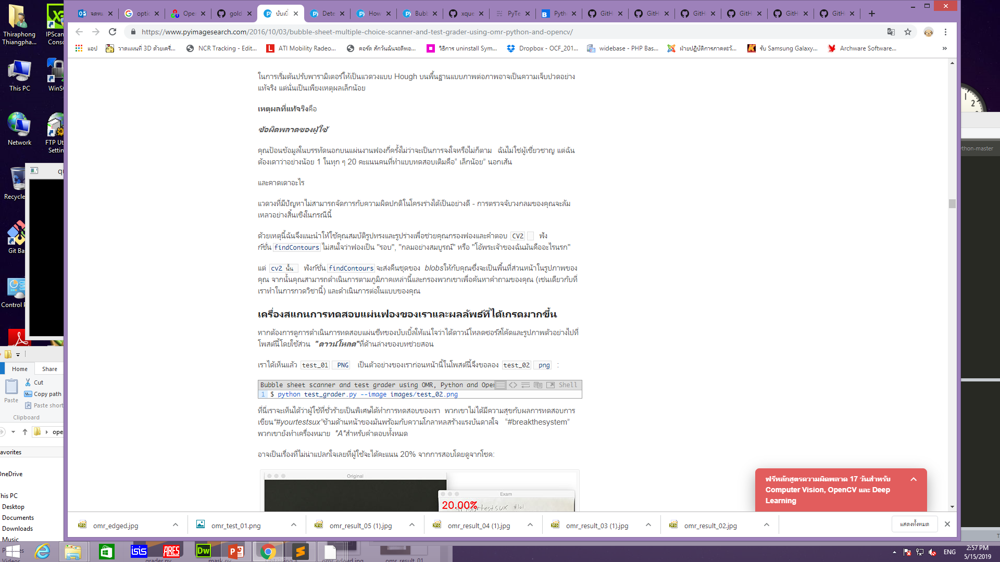 Thiraphong
Thiangpha...
This PC
Network
Recycle
Git Ba
Control P
IPScan
Conso
WinS
FTP Ut
Settin
จดหม
optic
Ope
gold
บับเบิ้
Dete
How
Bubb
xque
PyTe
Pyth
GitH
GitH
GitH
GitH
GitH
GitH
https://www.pyimagesearch.com/2016/10/03/bubble-sheet-multiple-choice-scanner-and-test-grader-using-omr-python-and-opencv/
แอป
วาดแผนที่ 3D ด้วยเครื่...
NCR Tracking - Edit...
ATI Mobility Radeo...
คอร์ด สักวันฉันจะดีพอ...
วิธีการ uninstall Sym...
Dropbox - OCF_201...
widebase - PHP Bas...
ฝ่ายปฏิบัติการภาคตะวั...
รับ Samsung Galaxy...
Archware Software...
»
ในการเริ่มต้นปรับพารามิเตอร์ให้เป็นแวดวงแบบ Hough บนพื้นฐานแบบภาพต่อภาพอาจเป็นความเจ็บปวดอย่าง
แท้จริง แต่นั่นเป็นเพียงเหตุผลเล็กน้อย
เหตุผลที่แท้จริงคือ
ข้อผิดพลาดของผู้ใช้
คุณป้อนข้อมูลในบรรทัดนอกบนแผ่นงานฟองกี่ครั้งไม่ว่าจะเป็นการจงใจหรือไม่ก็ตาม ฉันไม่ใช่ผู้เชี่ยวชาญ แต่ฉัน
ต้องเดาว่าอย่างน้อย 1 ในทุก ๆ 20 คะแนนคนที่ทำแบบทดสอบเติมคือ“ เล็กน้อย” นอกเส้น
และคาดเดาอะไร
แวดวงที่มีปัญหาไม่สามารถจัดการกับความผิดปกติในโครงร่างได้เป็นอย่างดี - การตรวจจับวงกลมของคุณจะล้ม
เหลวอย่างสิ้นเชิงในกรณีนี้
ด้วยเหตุนี้ฉันจึงแนะนำให้ใช้คุณสมบัติรูปทรงและรูปร่างเพื่อช่วยคุณกรองฟองและคำตอบ CV2 ฟัง
ก์ชั่น findContours ไม่สนใจว่าฟองเป็น "รอบ", "กลมอย่างสมบูรณ์" หรือ "โอ้พระเจ้าของฉันมันคืออะไรนรก"
แต่ cv2 นั้น ฟังก์ชั่น findContours จะส่งคืนชุดของ blobsให้กับคุณซึ่งจะเป็นพื้นที่ส่วนหน้าในรูปภาพของ
คุณ จากนั้นคุณสามารถดำเนินการตามภูมิภาคเหล่านี้และกรองพวกเขาเพื่อค้นหาคำถามของคุณ (เช่นเดียวกับที่
เราทำในการกวดวิชานี้) และดำเนินการต่อในแบบของคุณ
เครื่องสแกนการทดสอบแผ่นฟองของเราและผลลัพธ์ที่ได้เกรดมากขึ้น
หากต้องการดูการดำเนินการทดสอบแผ่นชีทของบับเบิ้ลให้แน่ใจว่าได้ดาวน์โหลดซอร์สโค้ดและรูปภาพตัวอย่างไปที่
โพสต์นี้โดยใช้ส่วน "ดาวน์โหลด"ที่ด้านล่างของบทช่วยสอน
เราได้เห็นแล้ว test_01 PNG เป็นตัวอย่างของเราก่อนหน้านี้ในโพสต์นี้จึงขอลอง test_02 png :
Bubble sheet scanner and test grader using OMR, Python and Open Shell
1 $ python test_grader.py --image images/test_02.png
ที่นี่เราจะเห็นได้ว่าผู้ใช้ที่ชั่วร้ายเป็นพิเศษได้ทำการทดสอบของเรา พวกเขาไม่ได้มีความสุขกับผลการทดสอบการ
เขียน“#yourtestsux”ข้ามด้านหน้าของมันพร้อมกับความโกลาหลสร้างแรงบันดาลใจ “#breakthesystem”
พวกเขายังทำเครื่องหมาย "A"สำหรับคำตอบทั้งหมด
อาจเป็นเรื่องที่ไม่น่าแปลกใจเลยที่ผู้ใช้จะได้คะแนน 20% จากการสอบโดยดูจากโชค:
Original
Exam
20.00%
ฟรีหลักสูตรความผิดพลาด 17 วันสำหรับ
Computer Vision, OpenCV และ Deep
Learning
omr_edged.jpg
omr_test_01.png
omr_result_05 (1).jpg
omr_result_04 (1).jpg
omr_result_03 (1).jpg
omr_result_02.jpg
แสดงทั้งหมด
qu
Home
Share
Cut
Copy path
Paste short
Paste
Clipboard
ope
avorites
OneDrive
his PC
Desktop
Documents
Downloads
Music
ython-master
1
2
isis
ARES
Dw
ENG
2:57 PM
5/15/2019